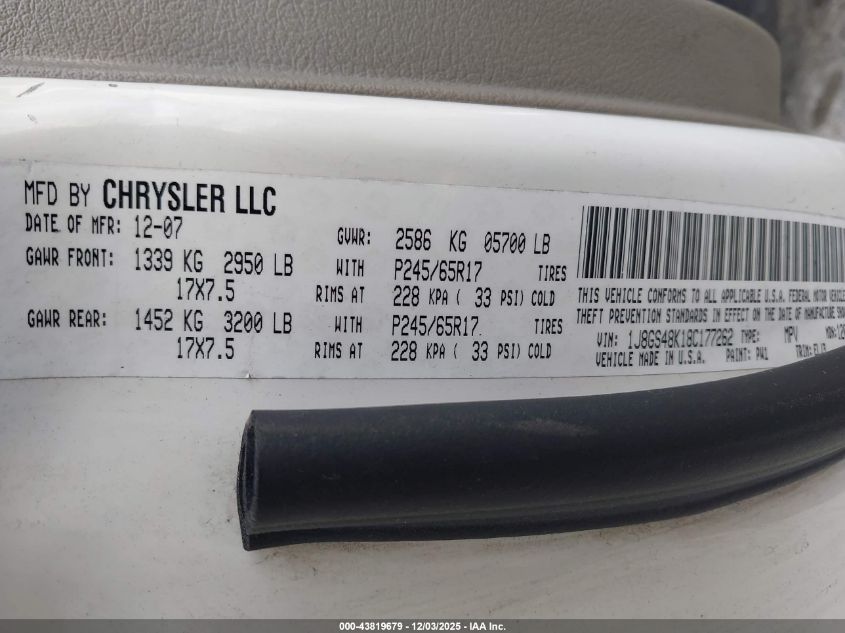 MFD BY CHRYSLER LLC
DATE OF MFR: 12-07
GVWR: 2586 KG 05700 LB
GAWR FRONT: 1339 KG 2950 LB WITH P245/65R17 TIRES
17X7.5 RIMS AT 228 KPA ( 33 PSI) COLD
GAWR REAR: 1452 KG 3200 LB WITH P245/65R17 TIRES
17X7.5 RIMS AT 228 KPA ( 33 PSI) COLD
THIS VEHICLE CONFORMS TO ALL APPLICABLE U.S.A. FEDERAL MOTOR VEHICLE
THEFT PREVENTION STANDARDS IN EFFECT ON THE DATE OF MANUFACTURE
VIN: 1J8GS48K18C177262 TYPE: MPV
VEHICLE MADE IN U.S.A. PAINT: PW1 TRIM:
000-43819679 - 12/03/2025 - IAA Inc.